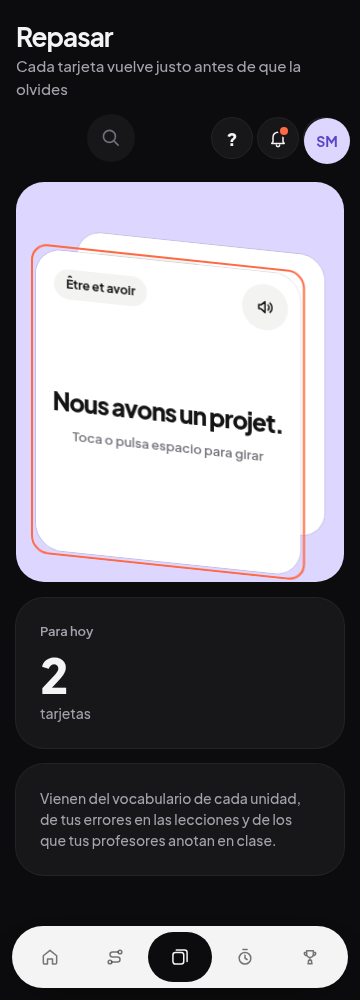 Repasar
Cada tarjeta vuelve justo antes de que la
olvides
?
SM
Être et avoir
Nous avons un projet.
Toca o pulsa espacio para girar
Para hoy
2
tarjetas
Vienen del vocabulario de cada unidad,
de tus errores en las lecciones y de los
que tus profesores anotan en clase.